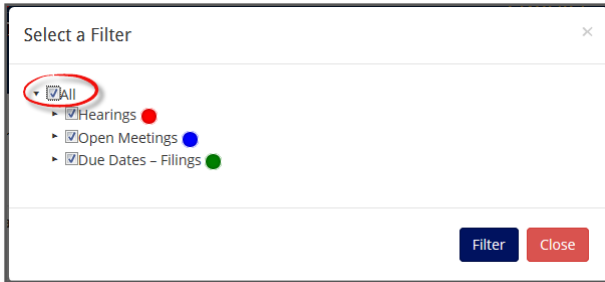 Select a Filter
All
Hearings
Open Meetings
Due Dates – Filings
Filter Close